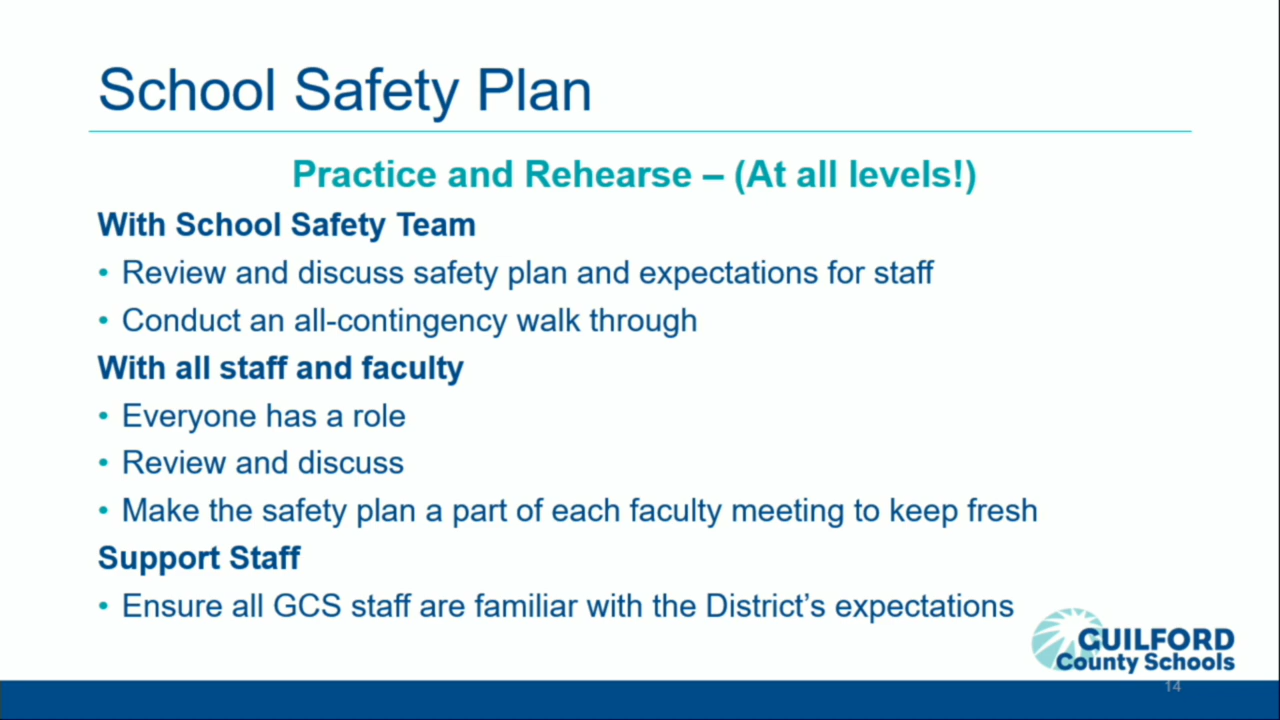 School Safety Plan
Practice and Rehearse – (At all levels!)
With School Safety Team
• Review and discuss safety plan and expectations for staff
• Conduct an all-contingency walk through
With all staff and faculty
• Everyone has a role
• Review and discuss
• Make the safety plan a part of each faculty meeting to keep fresh
Support Staff
• Ensure all GCS staff are familiar with the District’s expectations
GUILFORD
County Schools
14